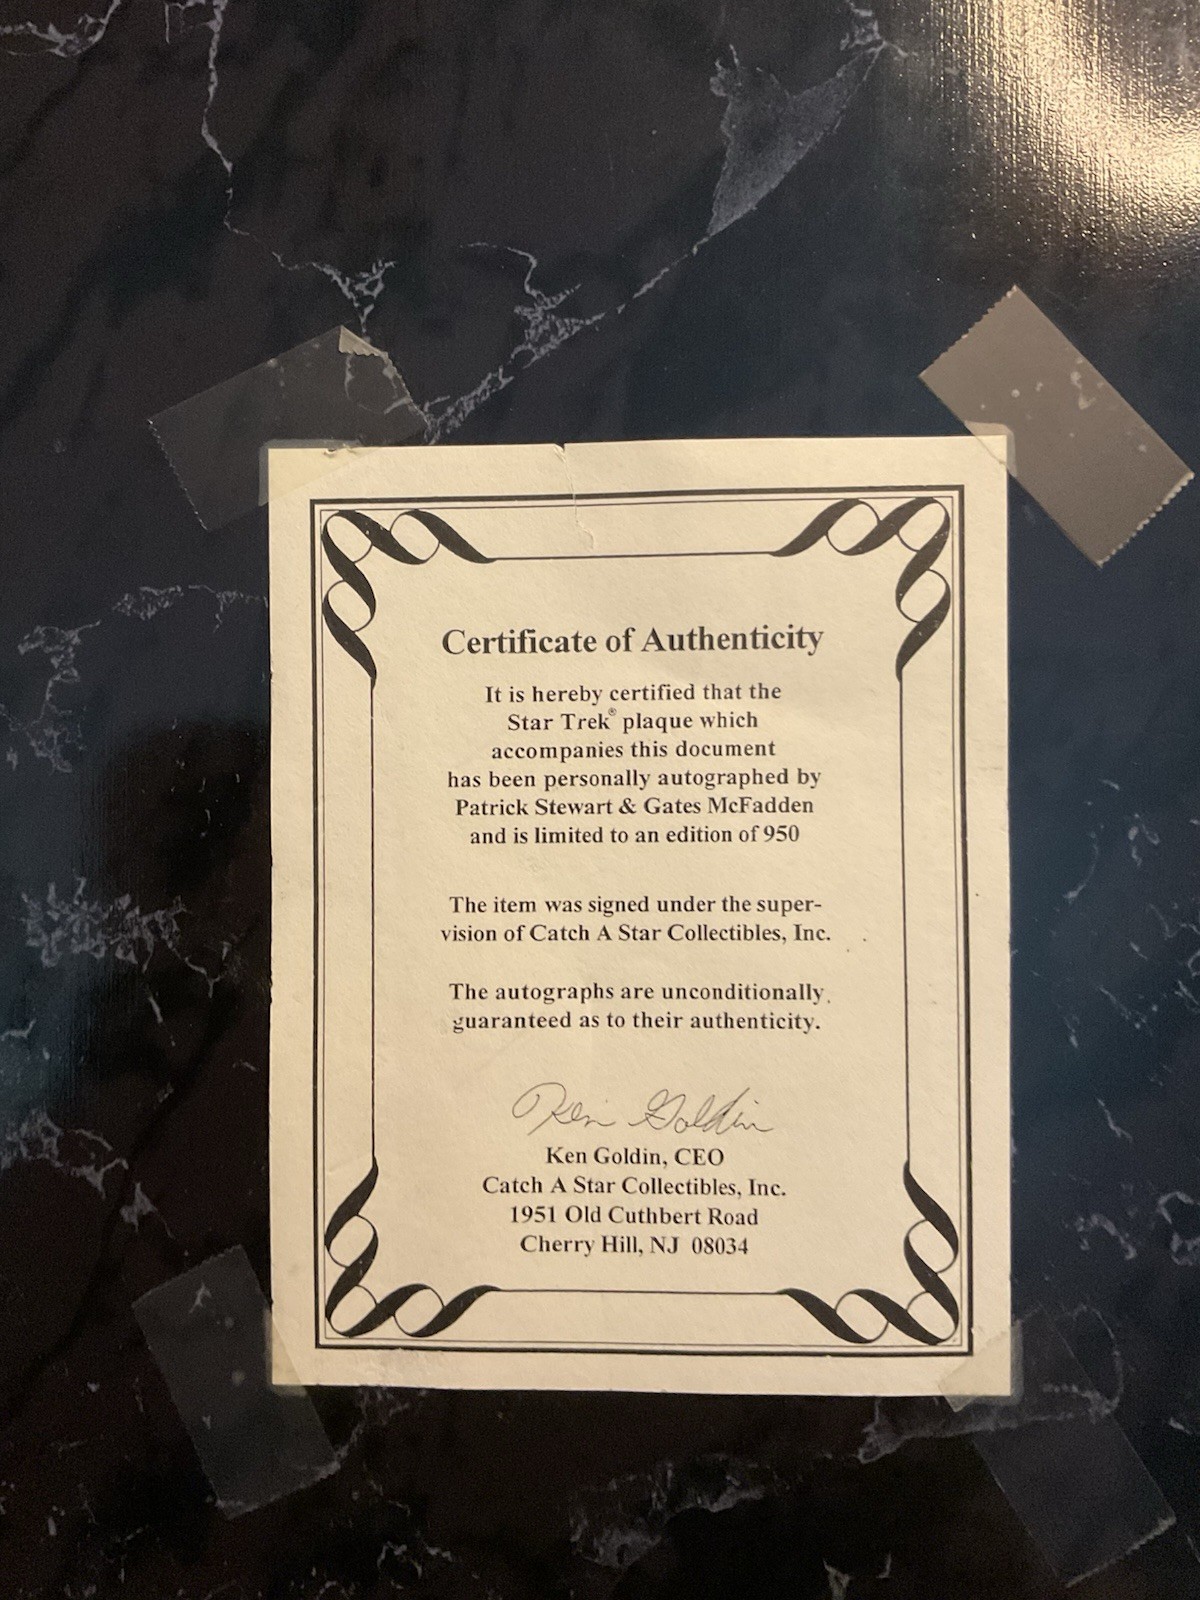 Certificate of Authenticity
It is hereby certified that the
Star Trek® plaque which
accompanies this document
has been personally autographed by
Patrick Stewart & Gates McFadden
and is limited to an edition of 950
The item was signed under the super-
vision of Catch A Star Collectibles, Inc.
The autographs are unconditionally
guaranteed as to their authenticity.
Ken Goldin
Ken Goldin, CEO
Catch A Star Collectibles, Inc.
1951 Old Cuthbert Road
Cherry Hill, NJ 08034